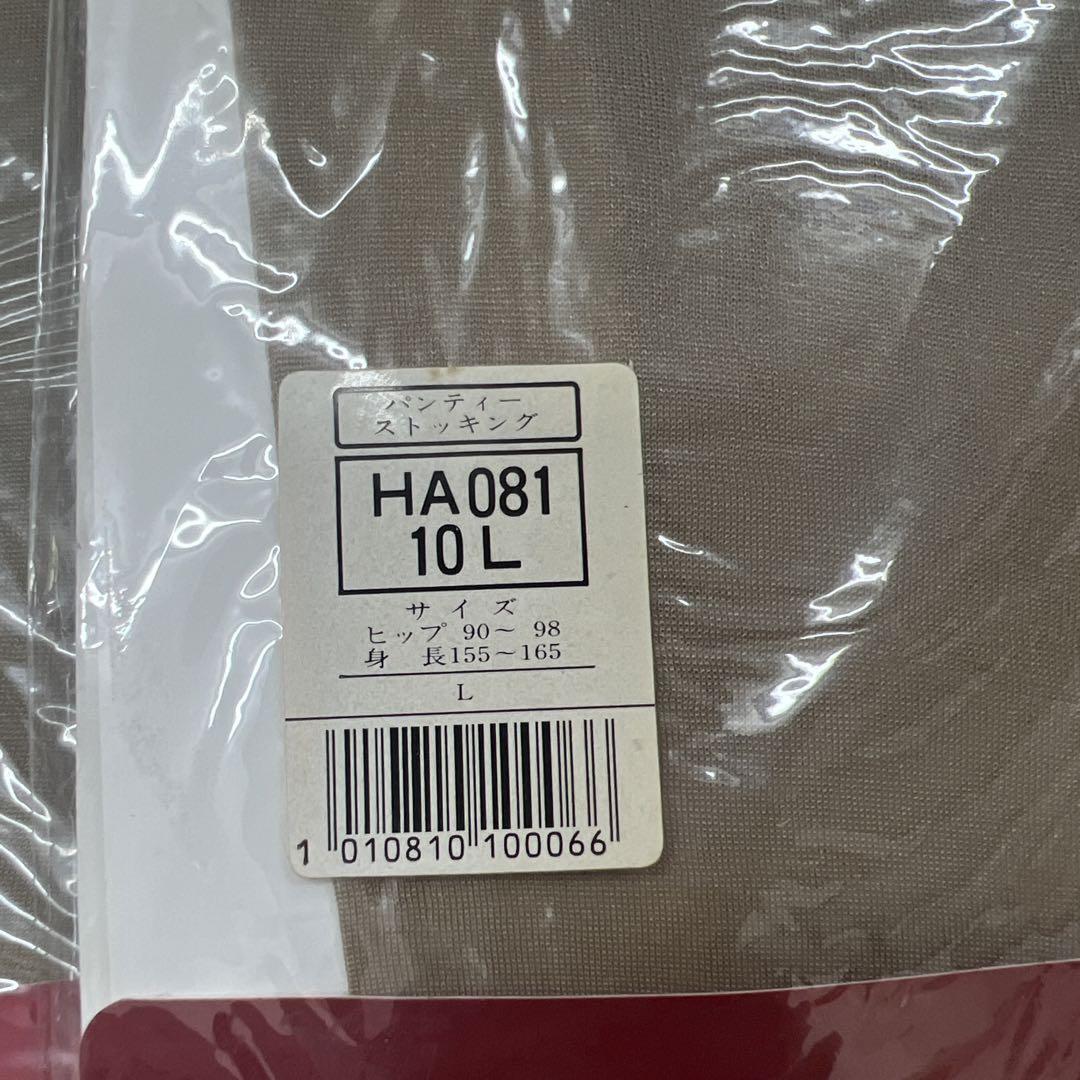 パンティー
ストッキング
HA081
10L
サイズ
ヒップ 90～98
身 長155～165
L
1 010810 100066